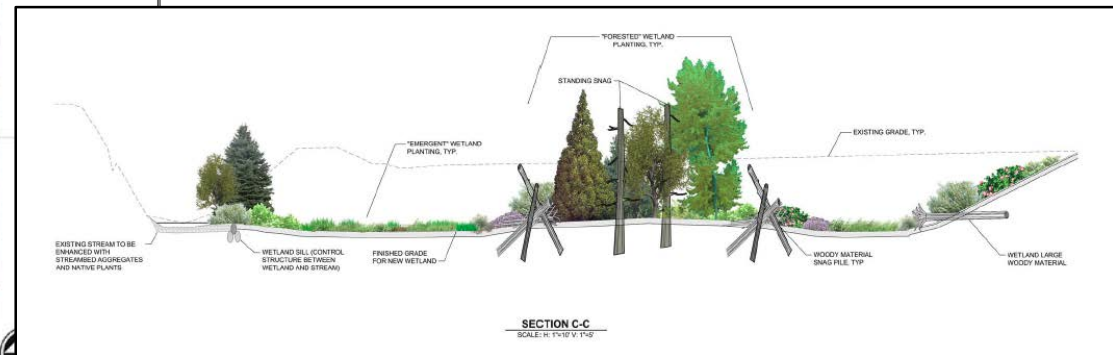 "FORESTED" WETLAND
PLANTING, TYP.
STANDING SNAG
EXISTING GRADE, TYP.
"EMERGENT" WETLAND
PLANTING, TYP.
EXISTING STREAM TO BE
ENHANCED WITH
STREAMBED AGGREGATES
AND NATIVE PLANTS
WETLAND SILL (CONTROL
STRUCTURE BETWEEN
WETLAND AND STREAM)
FINISHED GRADE
FOR NEW WETLAND
WOODY MATERIAL
SNAG PILE, TYP
WETLAND LARGE
WOODY MATERIAL
SECTION C-C
SCALE: H: 1"=10' V: 1"=5'